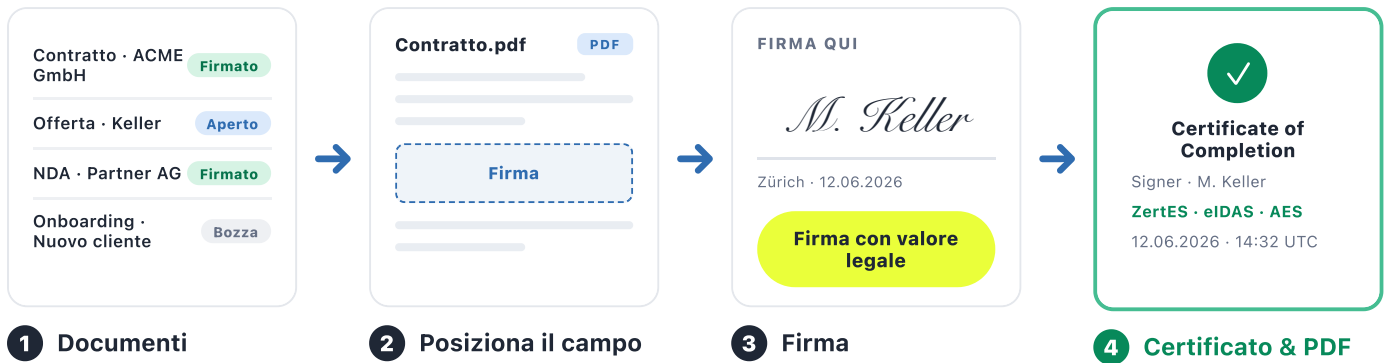 Contratto · ACME
GmbH
Firmato
Offerta · Keller
Aperto
NDA · Partner AG
Firmato
Onboarding ·
Nuovo cliente
Bozza
1 Documenti
Contratto.pdf
PDF
Firma
2 Posiziona il campo
FIRMA QUI
M. Keller
Zürich · 12.06.2026
Firma con valore
legale
3 Firma
Certificate of
Completion
Signer · M. Keller
ZertES · eIDAS · AES
12.06.2026 · 14:32 UTC
4 Certificato & PDF